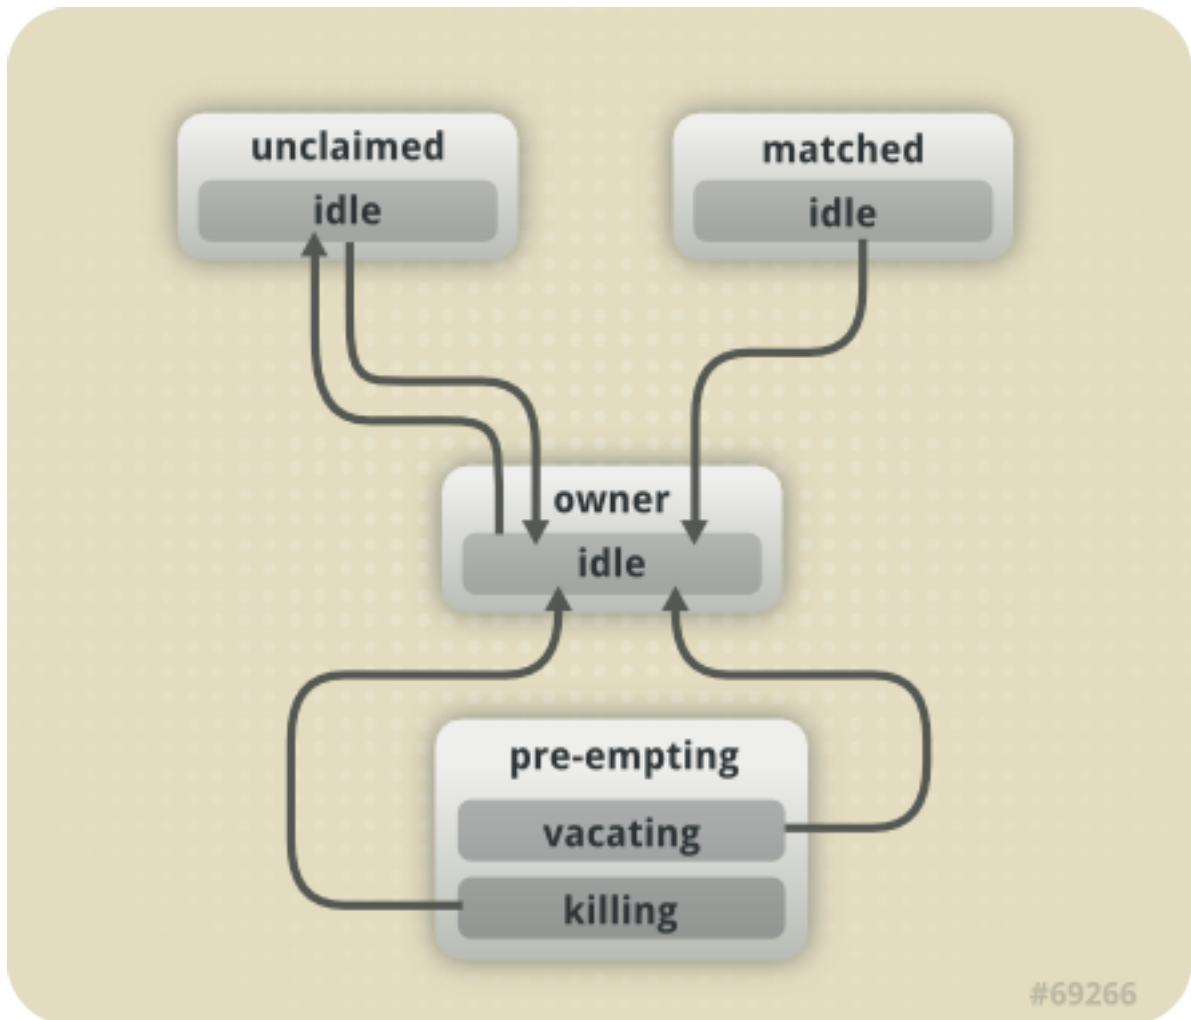 unclaimed
idle
matched
idle
owner
idle
pre-empting
vacating
killing
#69266